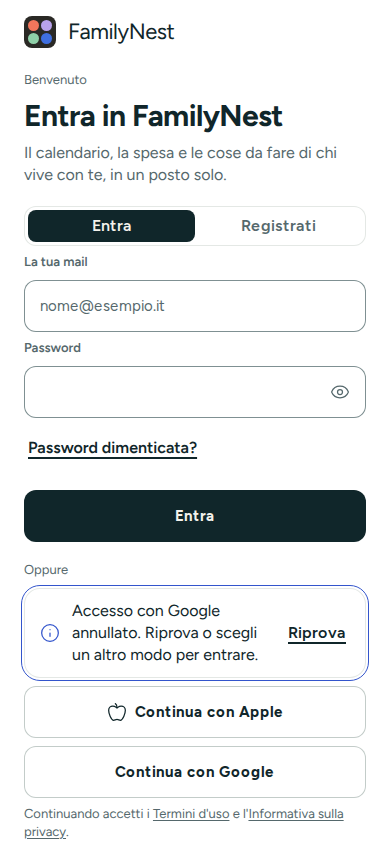 FamilyNest
Benvenuto
Entra in FamilyNest
Il calendario, la spesa e le cose da fare di chi
vive con te, in un posto solo.
Entra
Registrati
La tua mail
nome@esempio.it
Password
Password dimenticata?
Entra
Oppure
Accesso con Google
annullato. Riprova o scegli
un altro modo per entrare.
Riprova
Continua con Apple
Continua con Google
Continuando accetti i Termini d'uso e l'Informativa sulla
privacy.